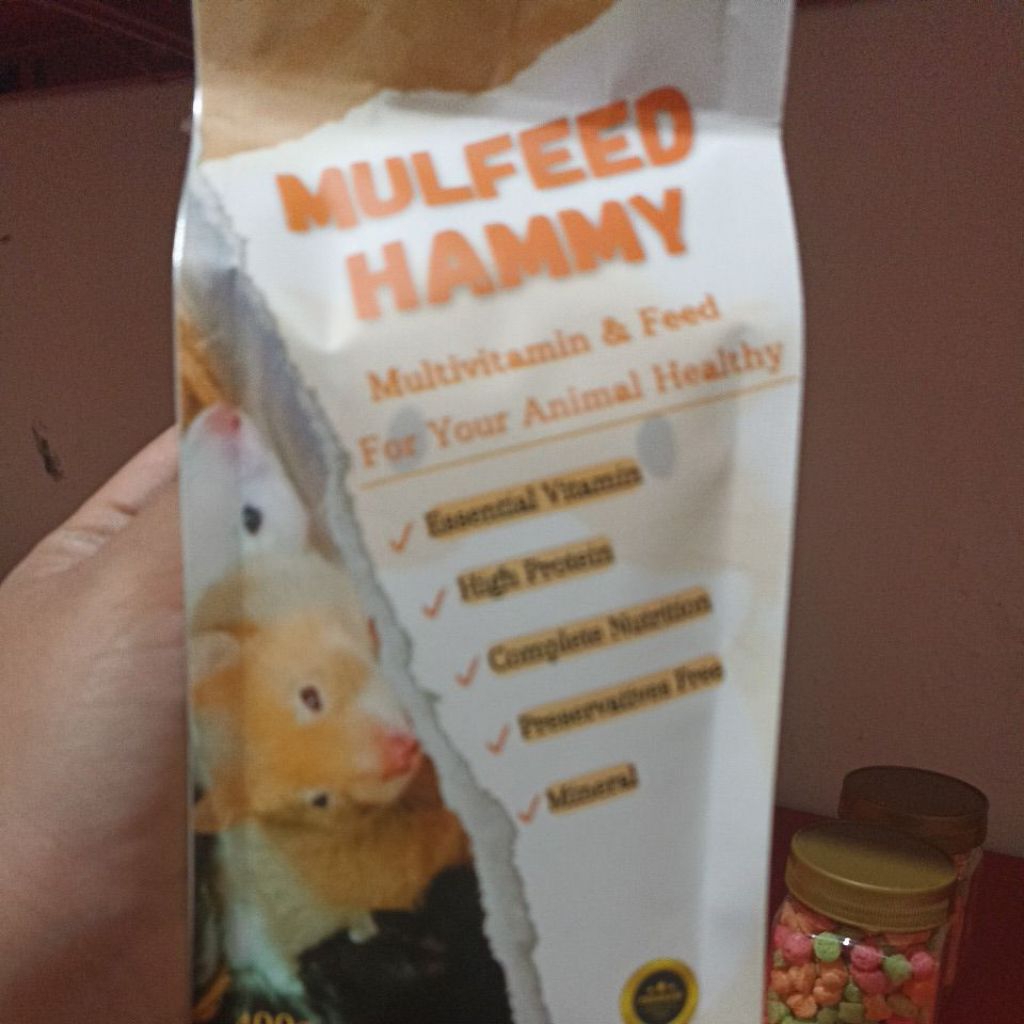 MULFEED
HAMMY
Multivitamin & Feed
For Your Animal Healthy
Essential Vitamin
High Protein
Complete Nutrition
Preservatives Free
Mineral